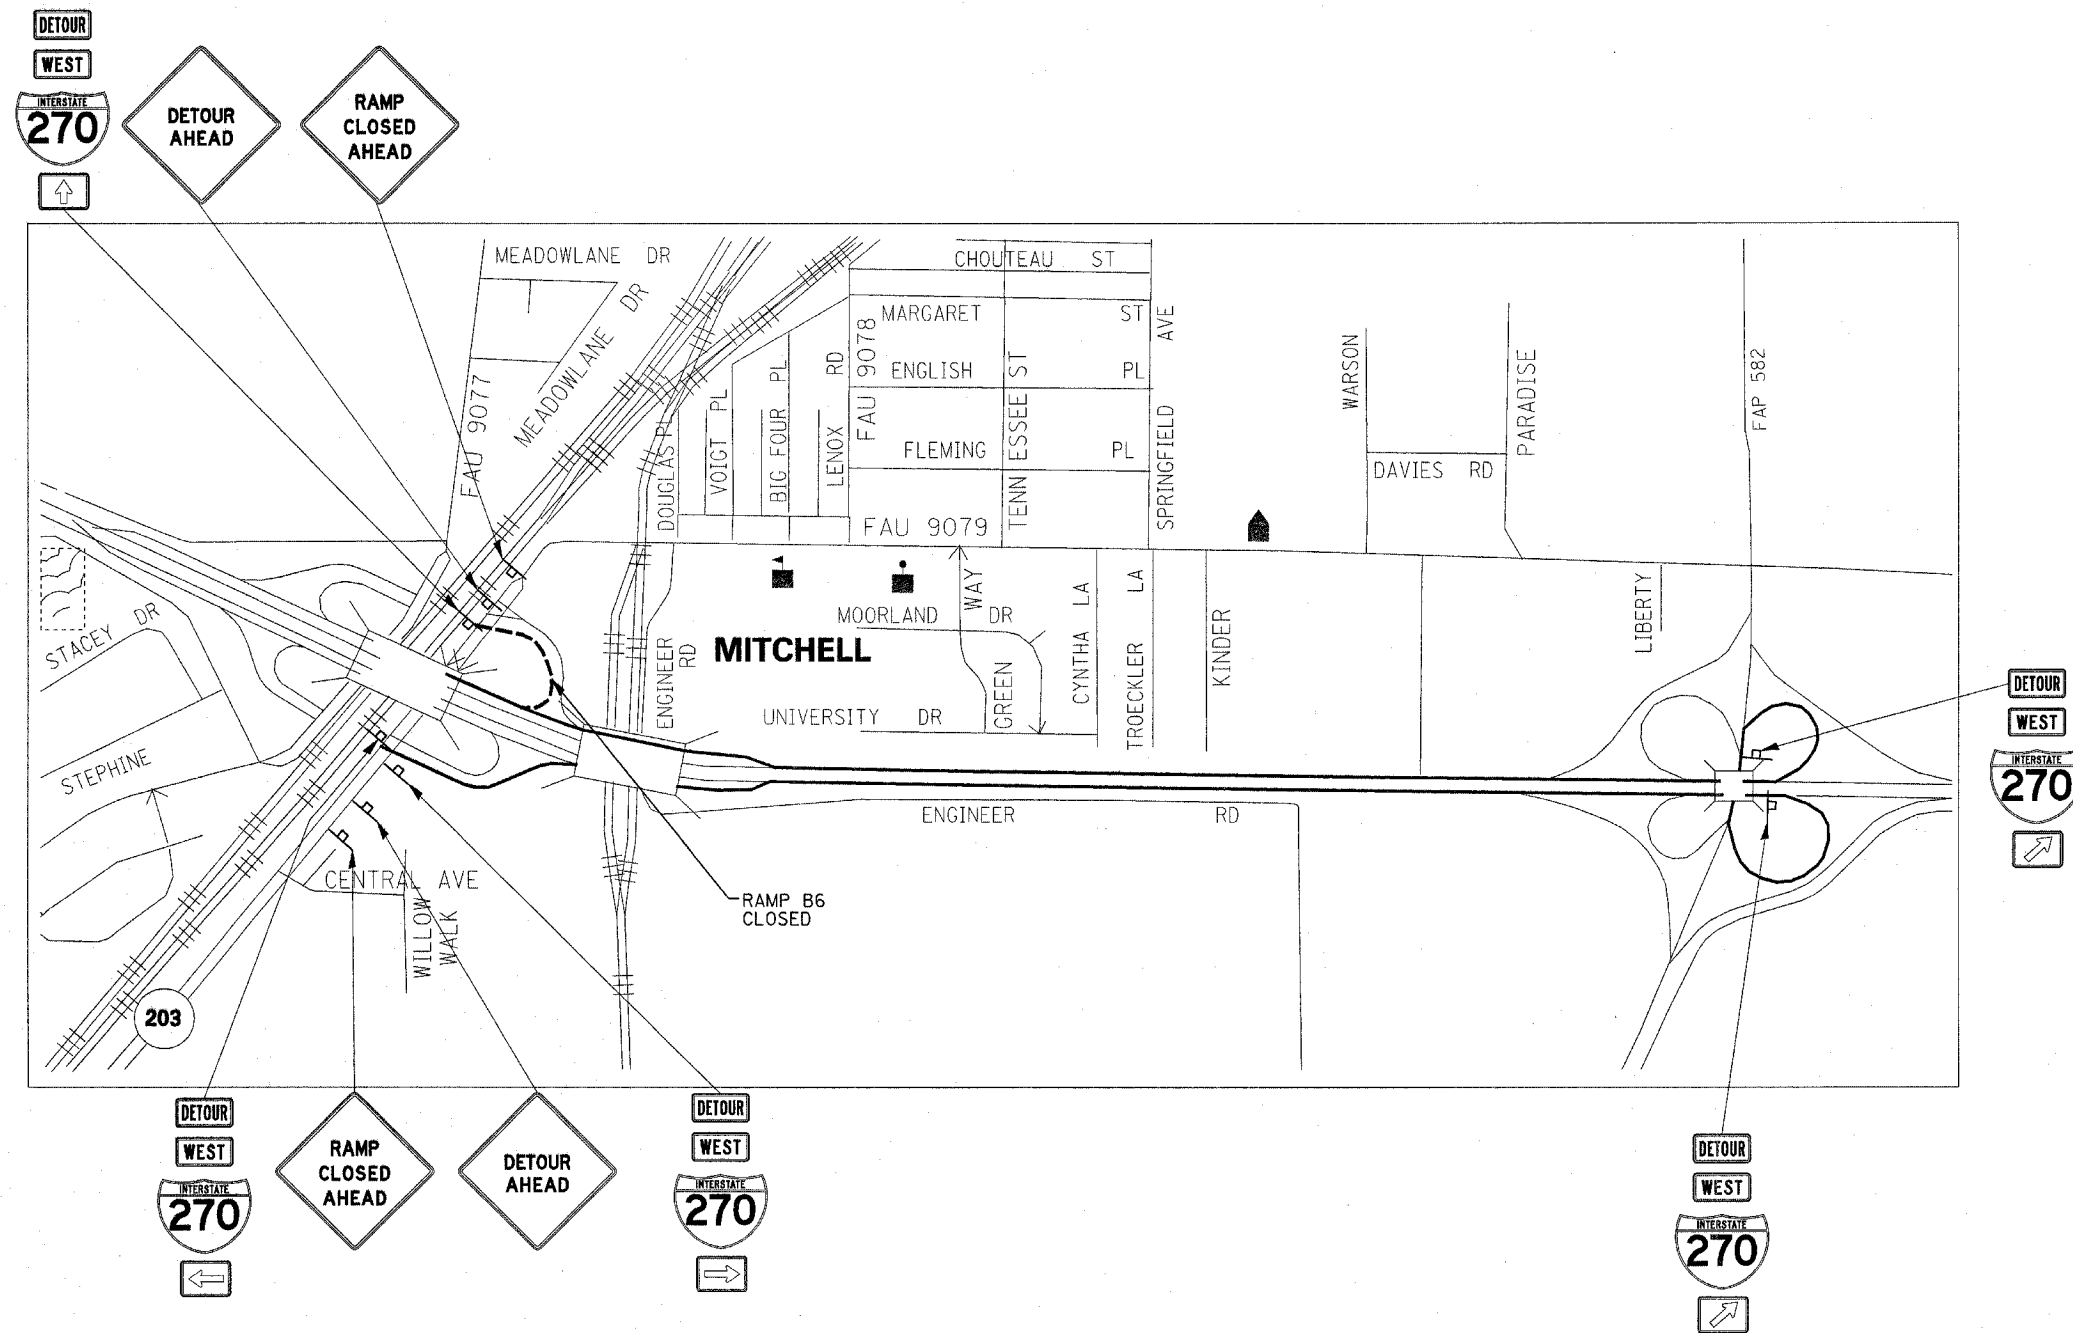 DETOUR
WEST
INTERSTATE
270
DETOUR
AHEAD
RAMP
CLOSED
AHEAD
MEADOWLANE DR
MEADOWLANE DR
FAU 9077
CHOUTEAU ST
MARGARET ST
ENGLISH PL
FLEMING PL
FAU 9079
DOUGLAS PL
VOIGT PL
BIG FOUR PL
LENOX RD
FAU 9078
TENN ESSEE ST
SPRINGFIELD AVE
WARSON
PARADISE
DAVIES RD
FAP 582
STACEY DR
STEPHINE
ENGINEER
RD
MITCHELL
MOORLAND DR
UNIVERSITY DR
GREEN WAY
CYNTHA LA
TROECKLER LA
KINDER
LIBERTY
ENGINEER RD
CENTRAL AVE
WILLOW
WALK
203
RAMP B6
CLOSED
DETOUR
WEST
INTERSTATE
270
DETOUR
WEST
INTERSTATE
270
RAMP
CLOSED
AHEAD
DETOUR
AHEAD
DETOUR
WEST
INTERSTATE
270
DETOUR
WEST
INTERSTATE
270